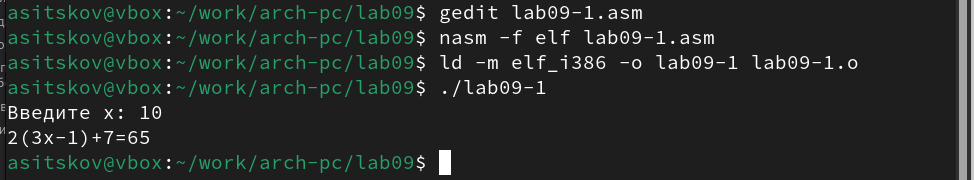 asitskov@vbox:~/work/arch-pc/lab09$ gedit lab09-1.asm
asitskov@vbox:~/work/arch-pc/lab09$ nasm -f elf lab09-1.asm
asitskov@vbox:~/work/arch-pc/lab09$ ld -m elf_i386 -o lab09-1 lab09-1.o
asitskov@vbox:~/work/arch-pc/lab09$ ./lab09-1
Введите x: 10
2(3x-1)+7=65
asitskov@vbox:~/work/arch-pc/lab09$